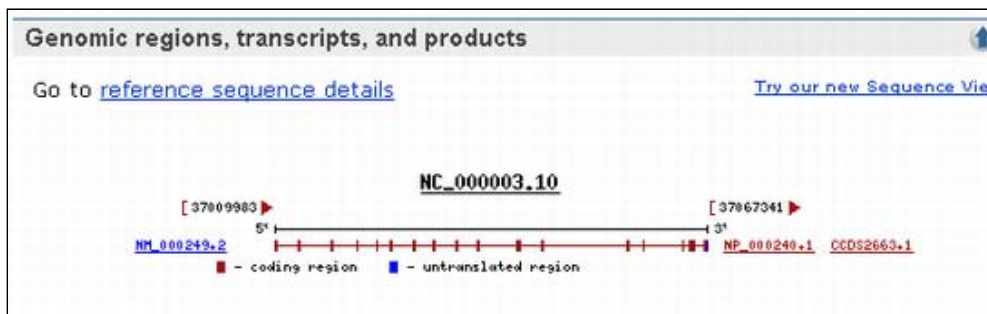 Genomic regions, transcripts, and products
Go to reference sequence details Try our new Sequence Vie
NC_000003.10
[ 37009983 [ 37067341
5' 3'
NM_000249.2 NP_000240.1 CCDS2663.1
- coding region - untranslated region